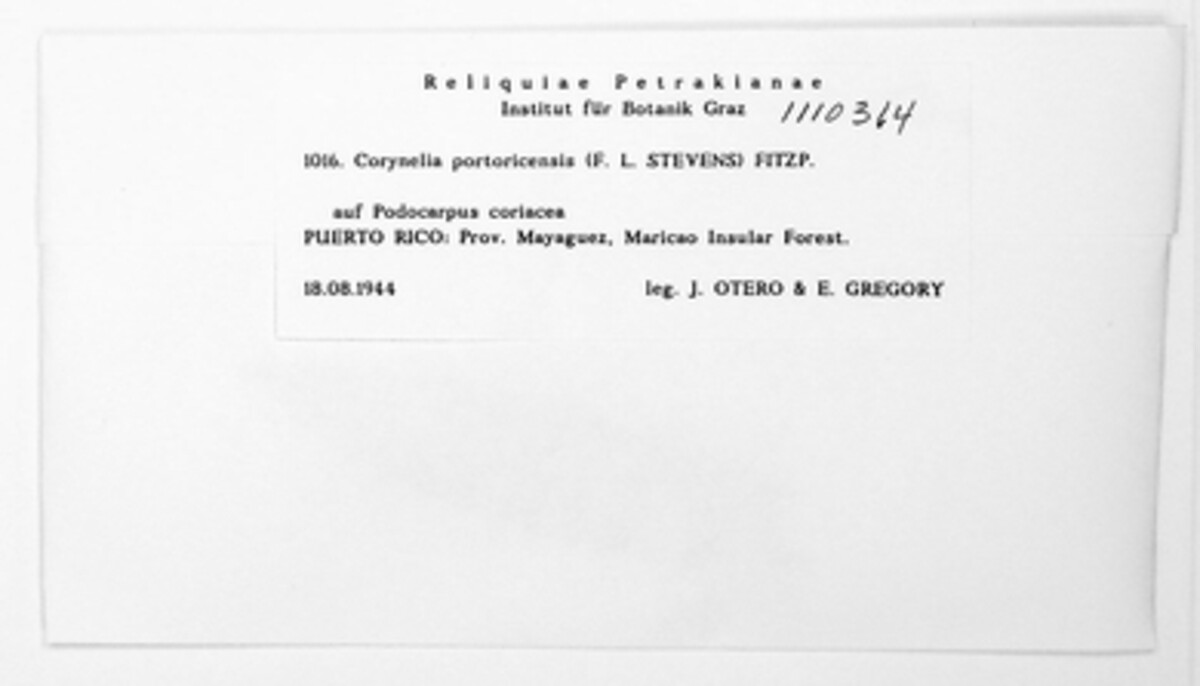 Reliquiae Petrakianae
Institut für Botanik Graz 1110364
1016. Corynelia portoricensis (F. L. STEVENS) FITZP.
auf Podocarpus coriacea
PUERTO RICO: Prov. Mayaguez, Maricao Insular Forest.
18.08.1944 leg. J. OTERO & E. GREGORY